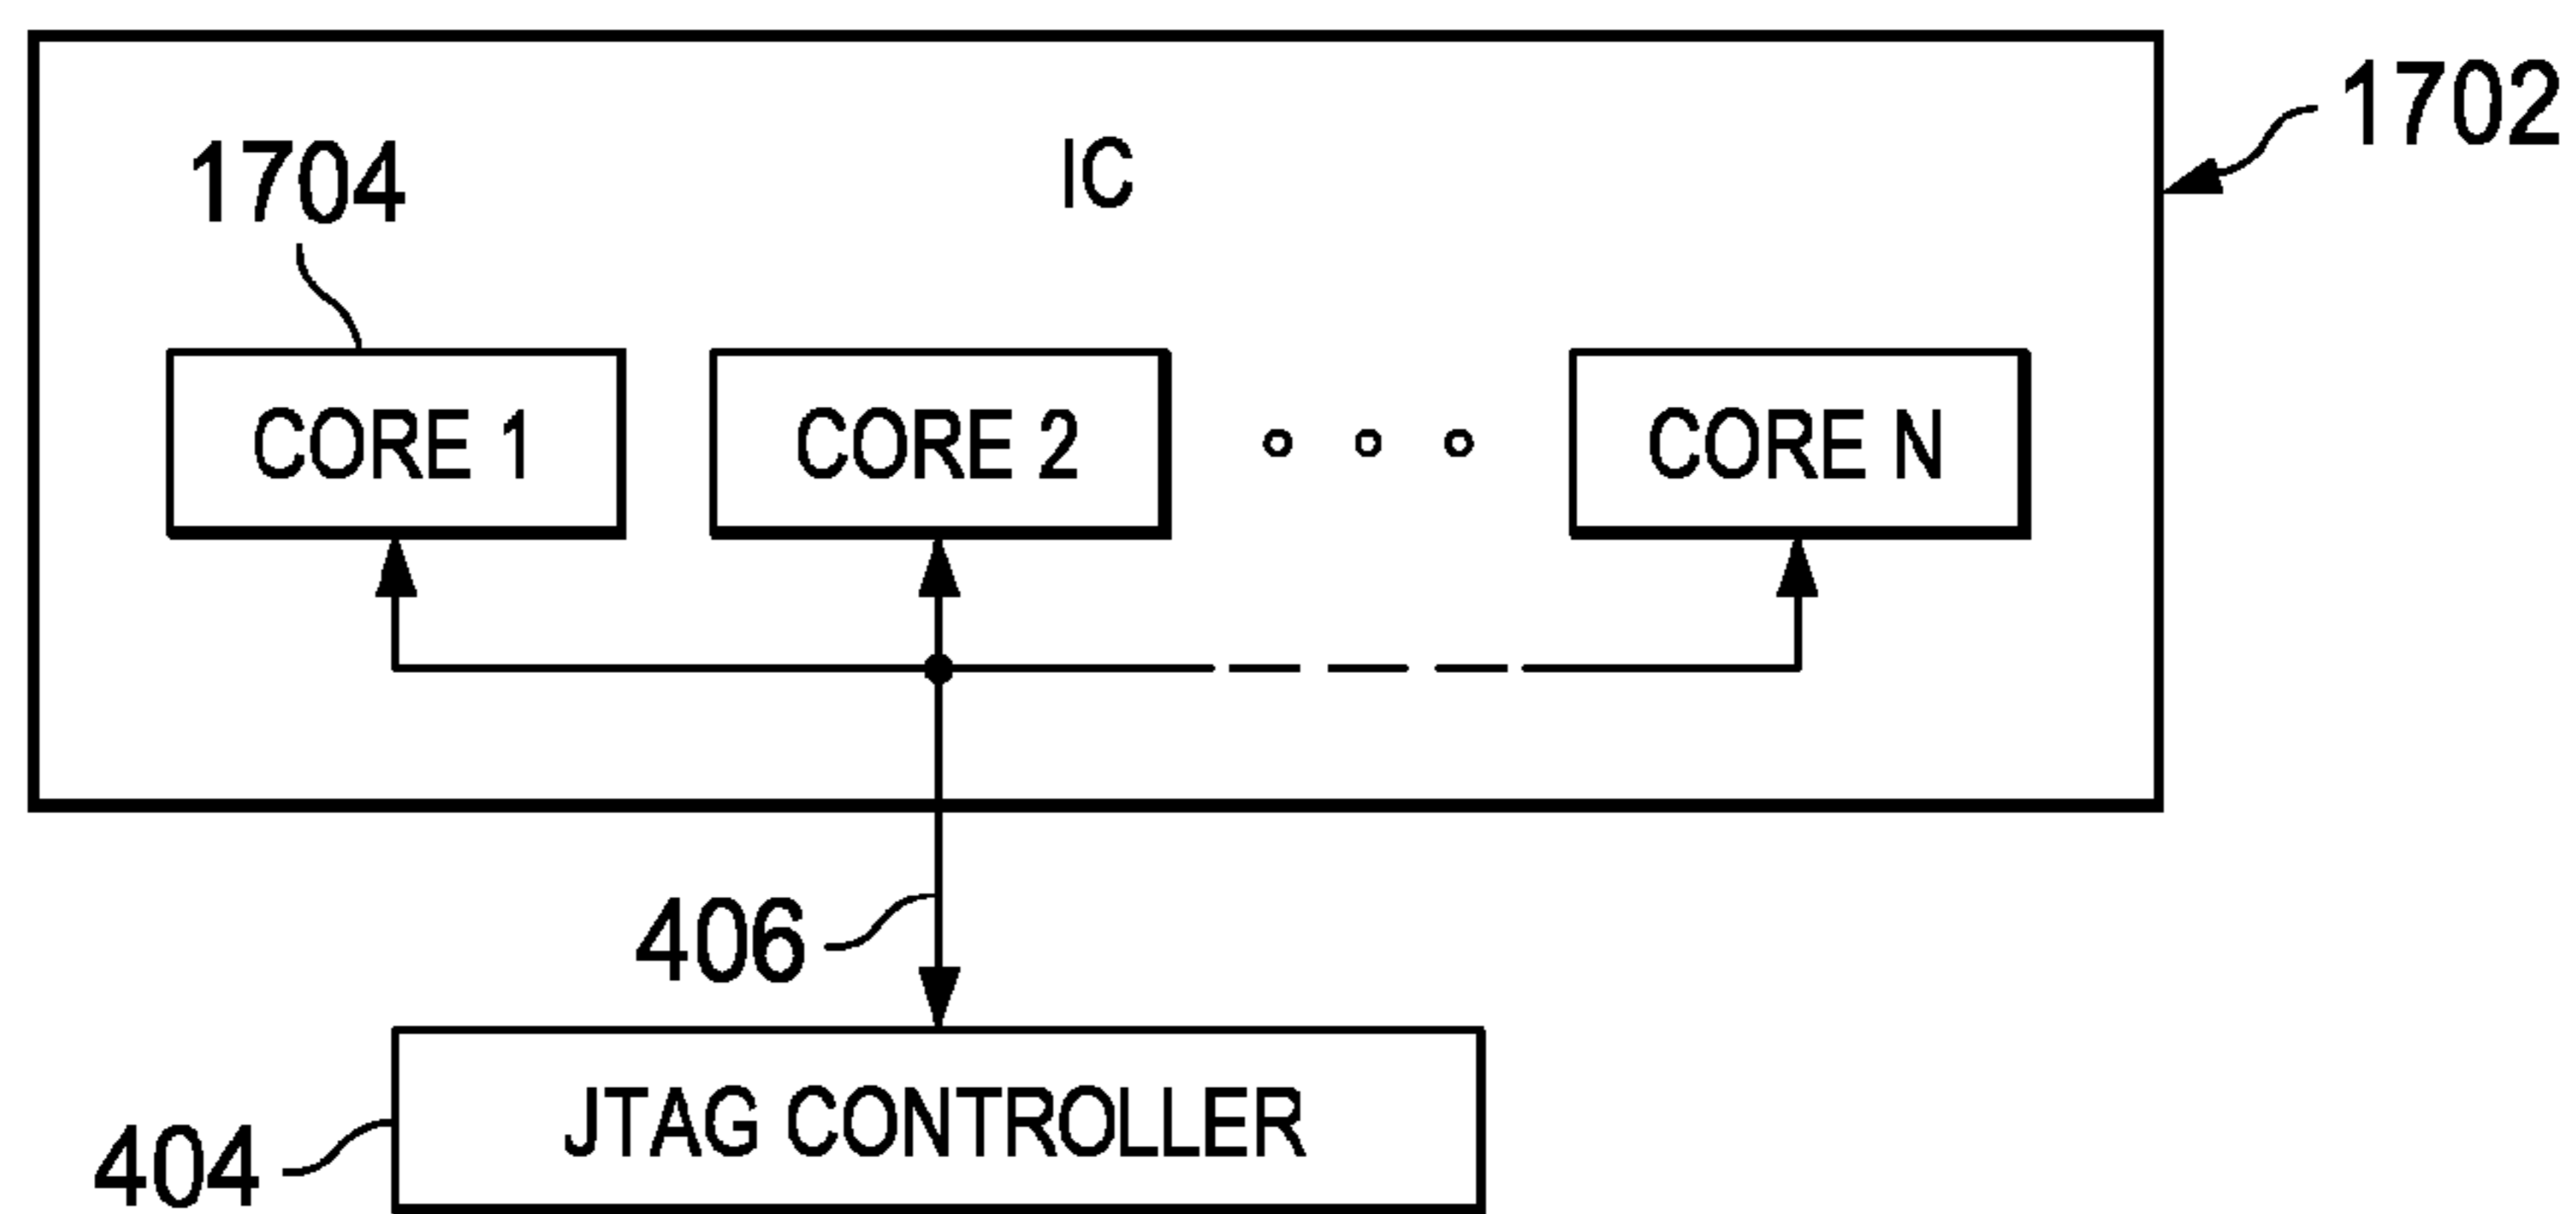 1702
IC
1704
CORE 1
CORE 2
CORE N
406
JTAG CONTROLLER
404